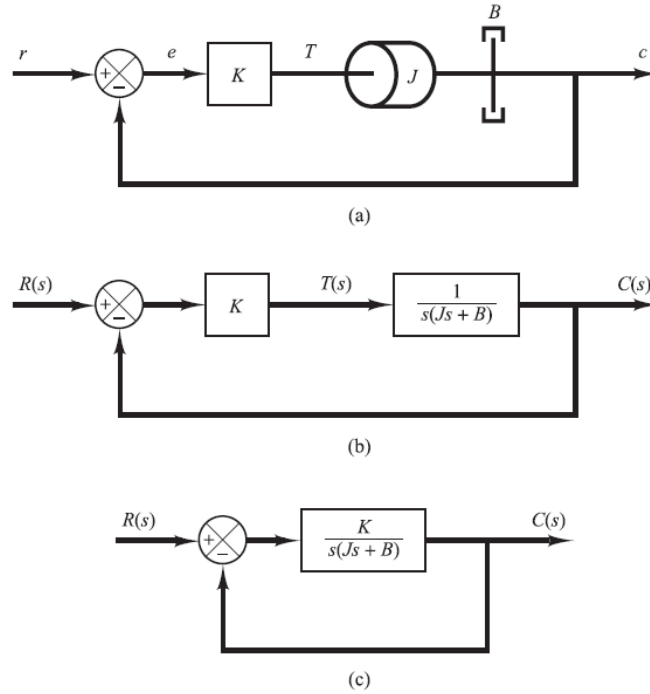 B
r e T c
+ − K J
(a)
R(s) T(s) C(s)
+ − K 1
s(Js + B)
(b)
R(s) C(s)
+ − K
s(Js + B)
(c)